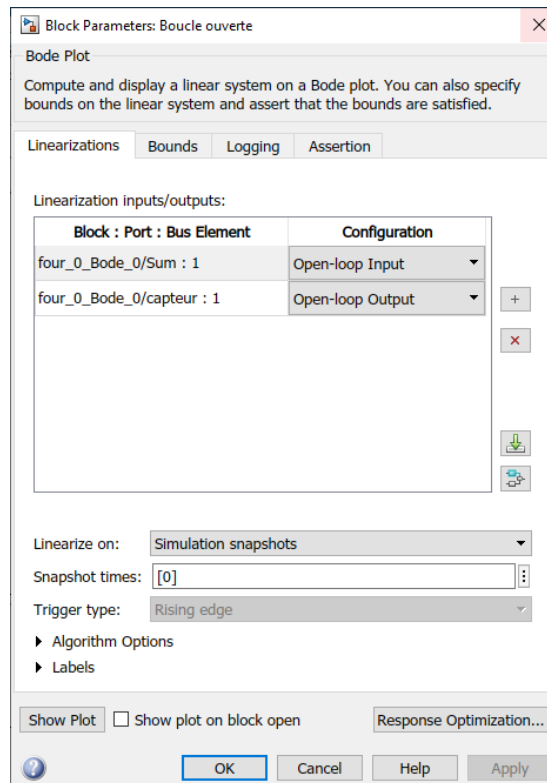 Block Parameters: Boucle ouverte
Bode Plot
Compute and display a linear system on a Bode plot. You can also specify
bounds on the linear system and assert that the bounds are satisfied.
Linearizations Bounds Logging Assertion
Linearization inputs/outputs:
Block : Port : Bus Element Configuration
four_0_Bode_0/Sum : 1 Open-loop Input
four_0_Bode_0/capteur : 1 Open-loop Output
Linearize on: Simulation snapshots
Snapshot times: [0]
Trigger type: Rising edge
Algorithm Options
Labels
Show Plot Show plot on block open Response Optimization...
OK Cancel Help Apply